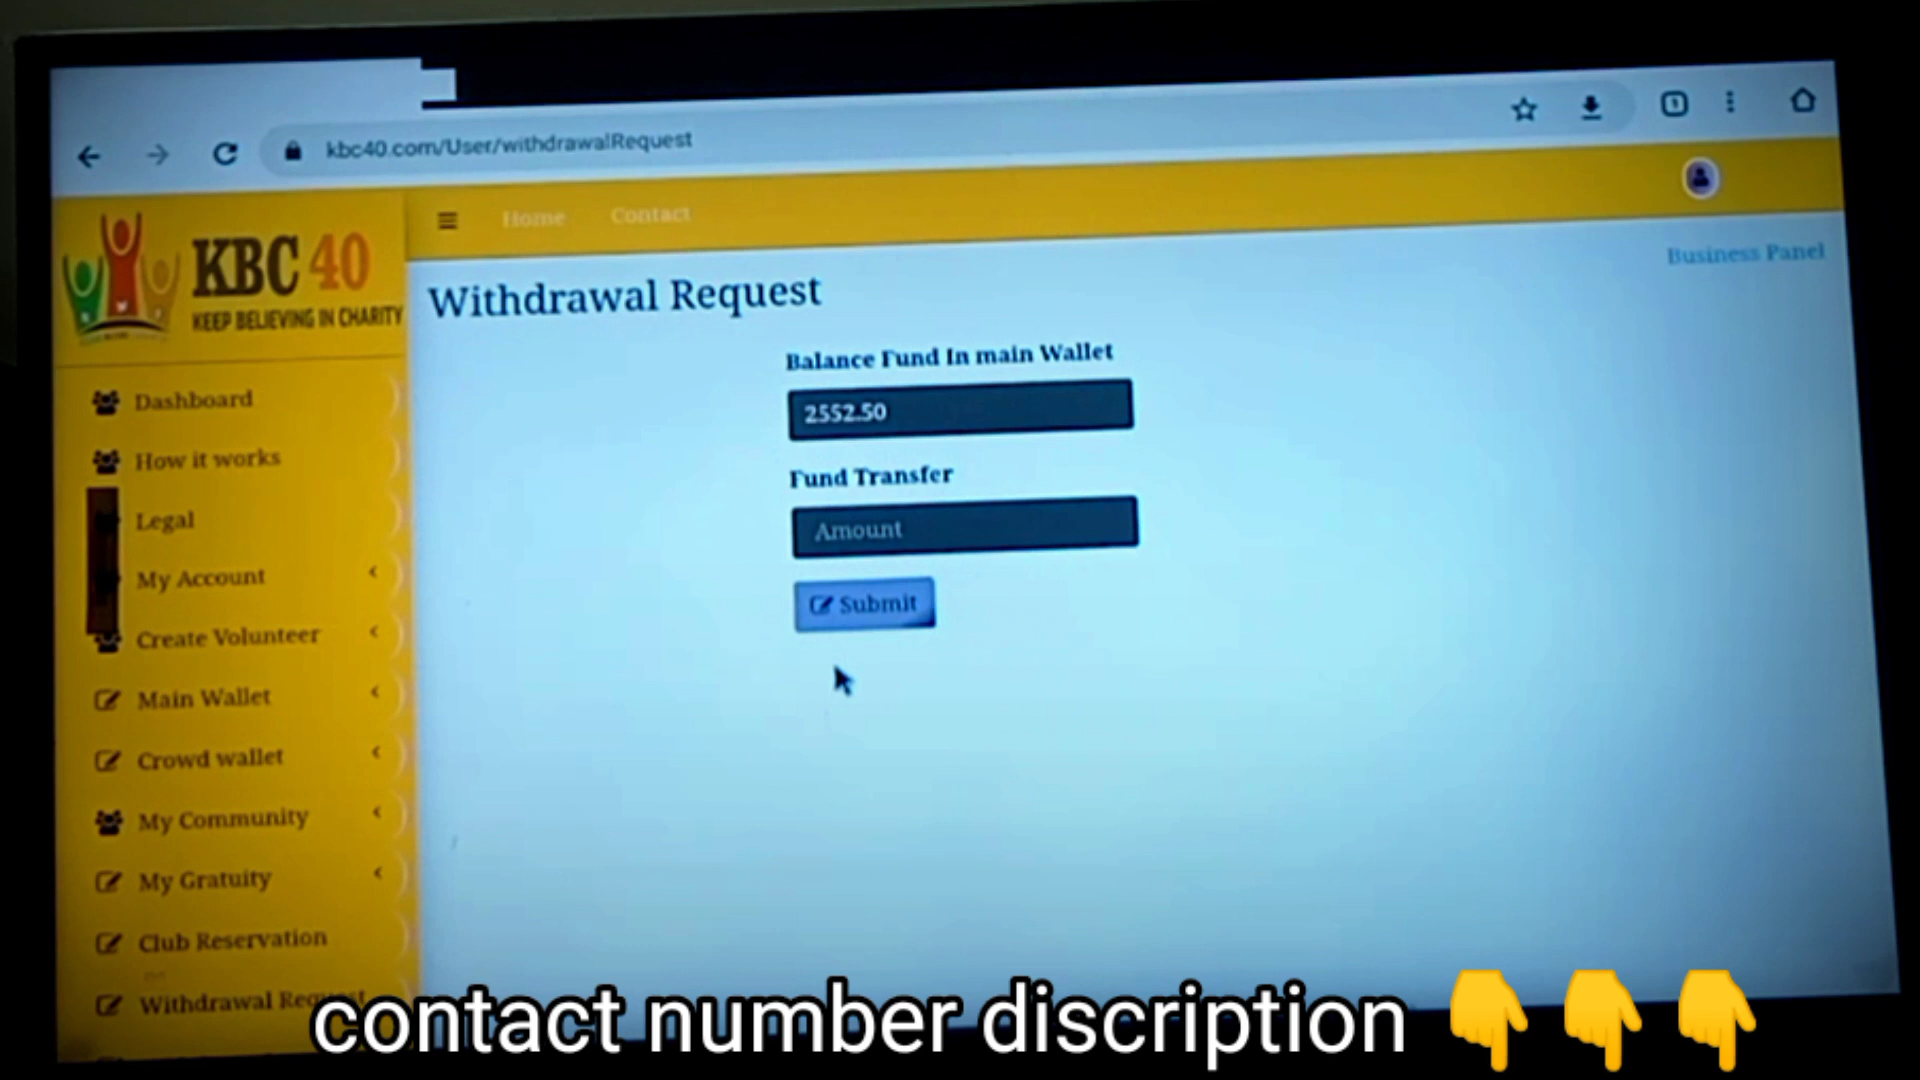 kbc40.com/User/withdrawalRequest
KBC 40
KEEP BELIEVING IN CHARITY
Home Contact
Business Panel
Withdrawal Request
Balance Fund In main Wallet
2552.50
Fund Transfer
Amount
Submit
Dashboard
How it works
Legal
My Account
Create Volunteer
Main Wallet
Crowd wallet
My Community
My Gratuity
Club Reservation
Withdrawal Request
contact number discription 👇👇👇